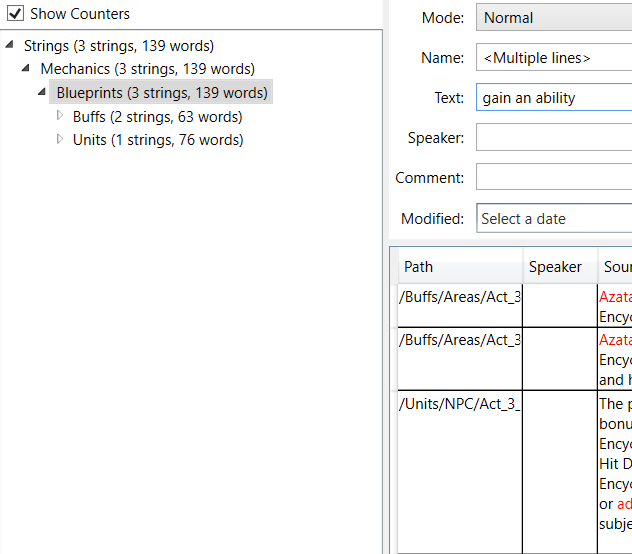 Show Counters
Strings (3 strings, 139 words)
Mechanics (3 strings, 139 words)
Blueprints (3 strings, 139 words)
Buffs (2 strings, 63 words)
Units (1 strings, 76 words)
Mode: Normal
Name: <Multiple lines>
Text: gain an ability
Speaker:
Comment:
Modified: Select a date
Path Speaker Sour
/Buffs/Areas/Act_3 Azata
Encyc
/Buffs/Areas/Act_3 Azata
Encyc
and h
/Units/NPC/Act_3_ The p
bonu
Encyc
Hit D
Encyc
or ad
subje